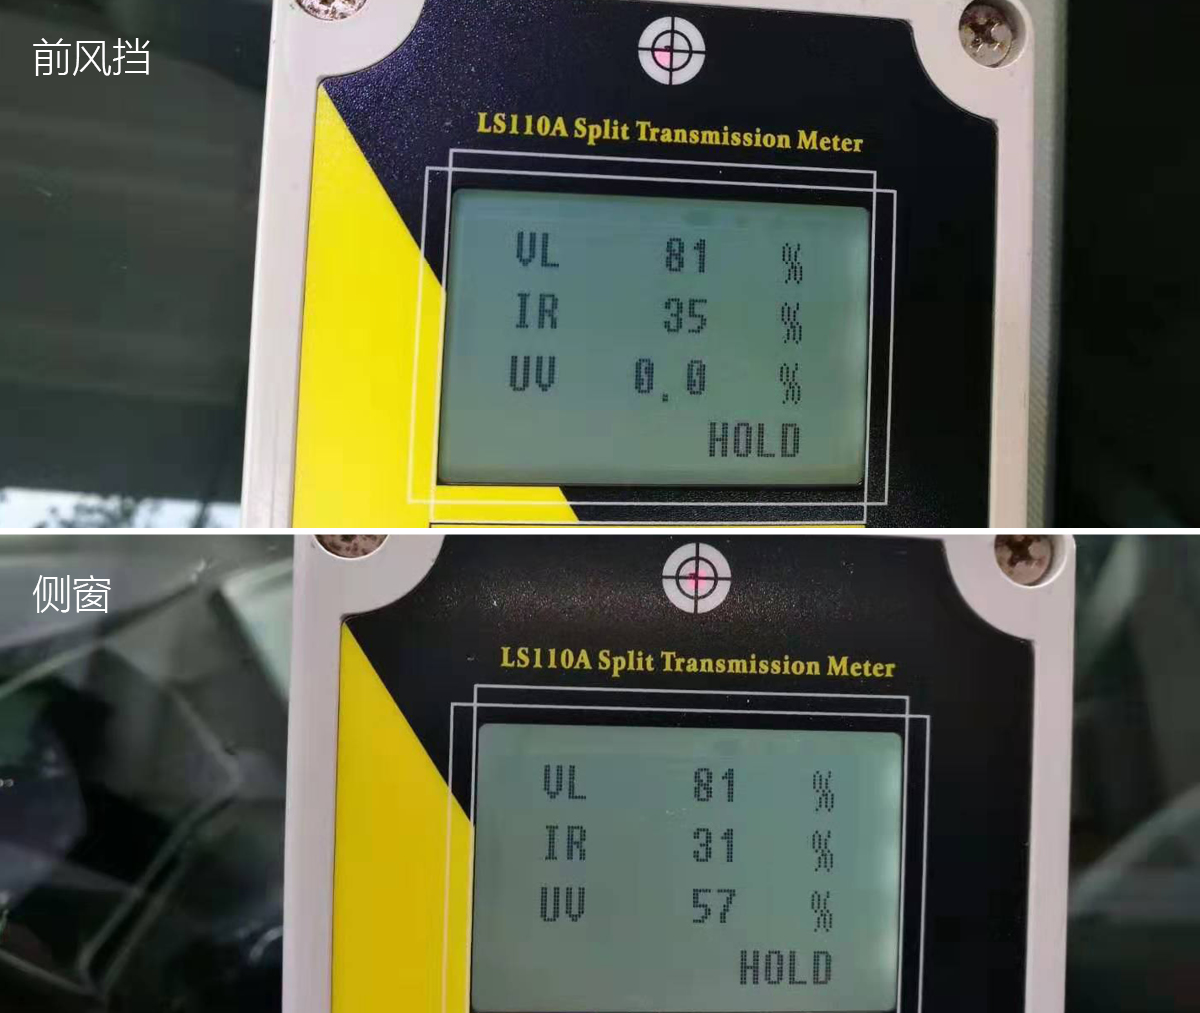 前风挡
LS110A Split Transmission Meter
VL 81 %
IR 35 %
UV 0.0 %
HOLD
侧窗
LS110A Split Transmission Meter
VL 81 %
IR 31 %
UV 57 %
HOLD